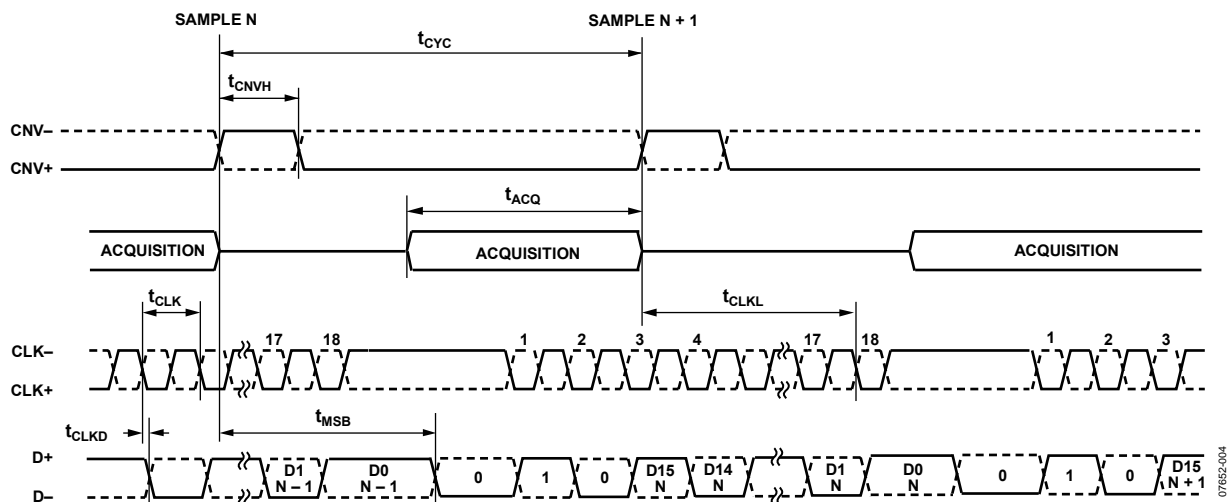 SAMPLE N SAMPLE N + 1
tCYC
tCNVH
CNV–
CNV+
tACQ
ACQUISITION ACQUISITION ACQUISITION
tCLK tCLKL
17 18 1 2 3 4 17 18 1 2 3
CLK–
CLK+
tCLKD tMSB
D+
D1 D0 0 1 0 D15 D14 D1 D0 0 1 0 D15
N – 1 N – 1 N N N N N + 1
D–
07652-004